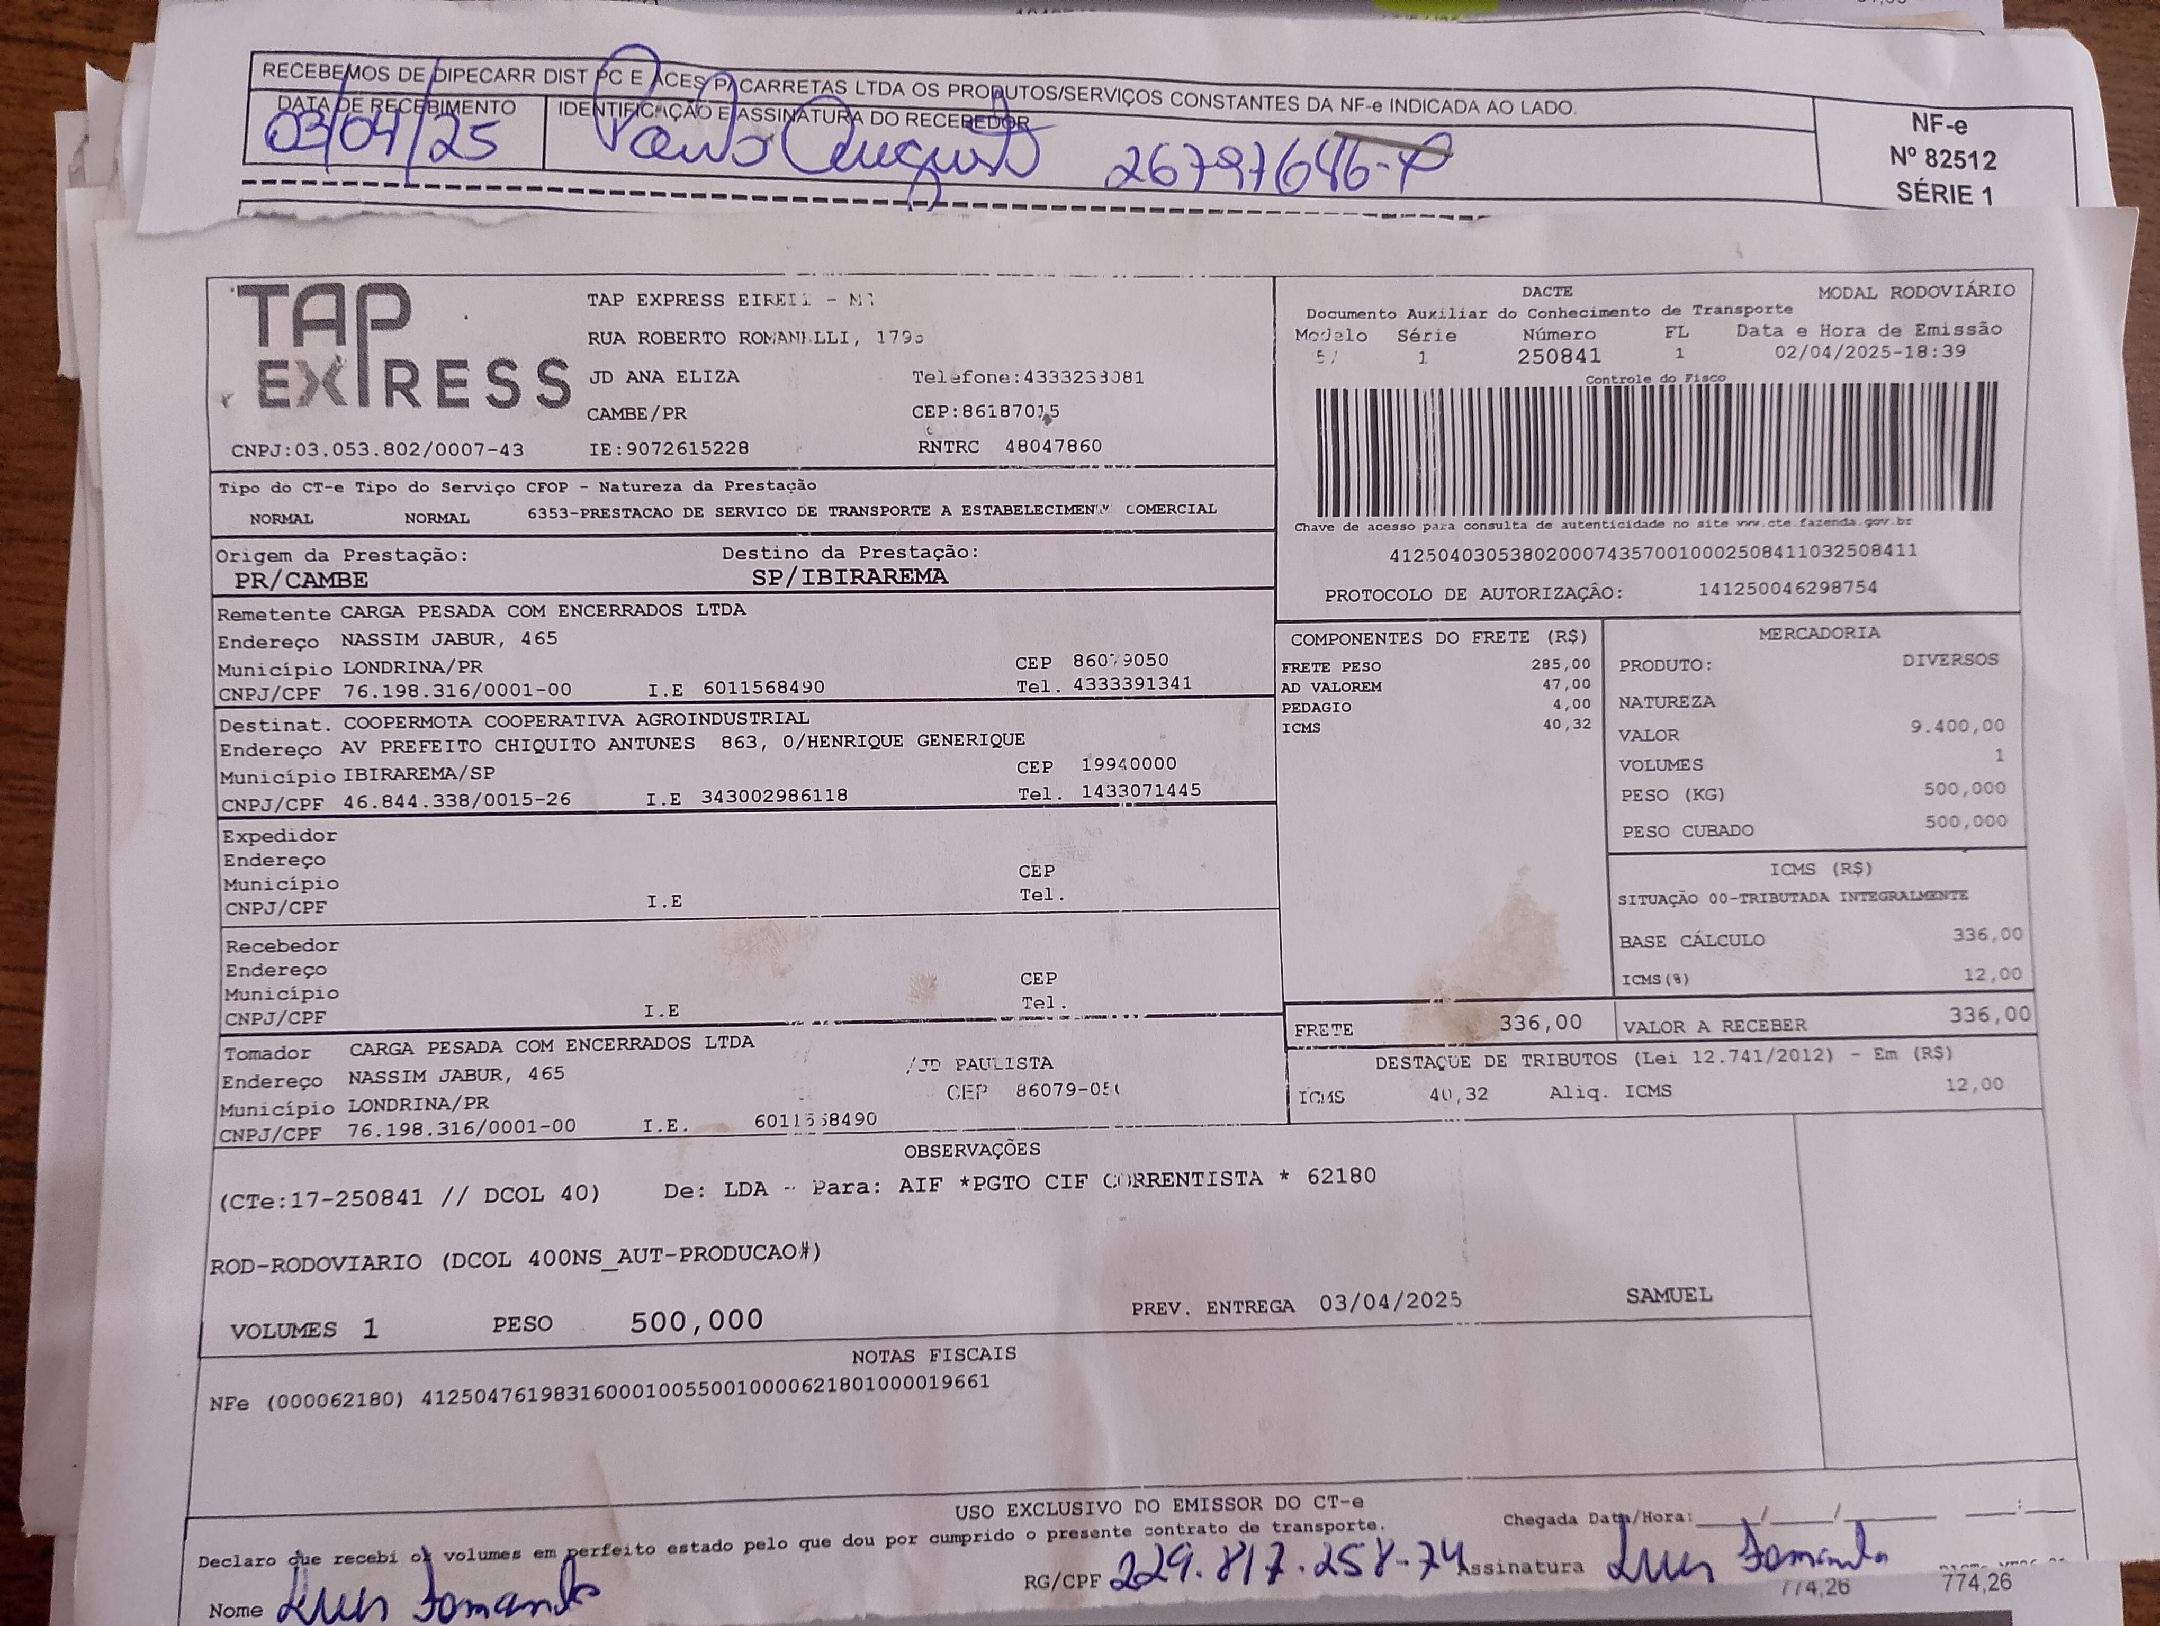 RECEBEMOS DE DIPECARR DIST PC E ACES P/ CARRETAS LTDA OS PRODUTOS/SERVIÇOS CONSTANTES DA NF-e INDICADA AO LADO.
DATA DE RECEBIMENTO IDENTIFICAÇÃO E ASSINATURA DO RECEBEDOR
03/04/25 Paulo Augusto
NF-e
Nº 82512
SÉRIE 1
TAP EXPRESS
TAP EXPRESS EIRELI -
RUA ROBERTO ROMANELLI,
JD ANA ELIZA Telefone:4333233081
CAMBE/PR CEP:86187015
CNPJ:03.053.802/0007-43 IE:9072615228 RNTRC 48047860
DACTE MODAL RODOVIÁRIO
Documento Auxiliar do Conhecimento de Transporte
Modelo Série Número FL Data e Hora de Emissão
1 250841 1 02/04/2025-18:39
Controle do Fisco
Chave de acesso para consulta de autenticidade no site www.cte.fazenda.gov.br
41250403053802000743570010002508411032508411
PROTOCOLO DE AUTORIZAÇÃO: 141250046298754
Tipo do CT-e Tipo do Serviço CFOP - Natureza da Prestação
NORMAL NORMAL 6353-PRESTACAO DE SERVICO DE TRANSPORTE A COMERCIAL
Origem da Prestação: Destino da Prestação:
PR/CAMBE SP/IBIRAREMA
Remetente CARGA PESADA COM ENCERRADOS LTDA
Endereço NASSIM JABUR, 465
Município LONDRINA/PR CEP 86079050
CNPJ/CPF 76.198.316/0001-00 I.E 6011568490 Tel. 4333391341
Destinat. COOPERMOTA COOPERATIVA AGROINDUSTRIAL
Endereço AV PREFEITO CHIQUITO ANTUNES 863, 0/HENRIQUE GENERIQUE
Município IBIRAREMA/SP CEP 19940000
CNPJ/CPF 46.844.338/0015-26 I.E 343002986118 Tel. 1433071445
Expedidor
Endereço
Município CEP
CNPJ/CPF I.E Tel.
Recebedor
Endereço
Município CEP
CNPJ/CPF I.E Tel.
Tomador CARGA PESADA COM ENCERRADOS LTDA
Endereço NASSIM JABUR, 465 /JD PAULISTA
Município LONDRINA/PR CEP
CNPJ/CPF 76.198.316/0001-00 I.E. 6011568490
COMPONENTES DO FRETE (R$)
FRETE PESO 285,00
AD VALOREM 47,00
PEDAGIO 4,00
ICMS 40,32
MERCADORIA
PRODUTO: DIVERSOS
NATUREZA
VALOR 9.400,00
VOLUMES 1
PESO (KG) 500,000
PESO CUBADO 500,000
ICMS (R$)
SITUAÇÃO 00-TRIBUTADA INTEGRALMENTE
BASE CÁLCULO 336,00
ICMS(%) 12,00
FRETE 336,00 VALOR A RECEBER 336,00
DESTAQUE DE TRIBUTOS (Lei 12.741/2012) - Em (R$)
ICMS 40,32 Aliq. ICMS 12,00
OBSERVAÇÕES
(CTe:17-250841 // DCOL 40) De: LDA - Para: AIF *PGTO CIF CORRENTISTA * 62180
ROD-RODOVIARIO (DCOL 400NS_AUT-PRODUCAO#)
VOLUMES 1 PESO 500,000 PREV. ENTREGA 03/04/2025 SAMUEL
NOTAS FISCAIS
NFe (000062180) 41250476198316000100550010000621801000019661
USO EXCLUSIVO DO EMISSOR DO CT-e
Declaro que recebi os volumes em perfeito estado pelo que dou por cumprido o presente contrato de transporte. Chegada Data/Hora:
Nome Luis RG/CPF 229.817.258-74 Assinatura Luis
774,26 774,26